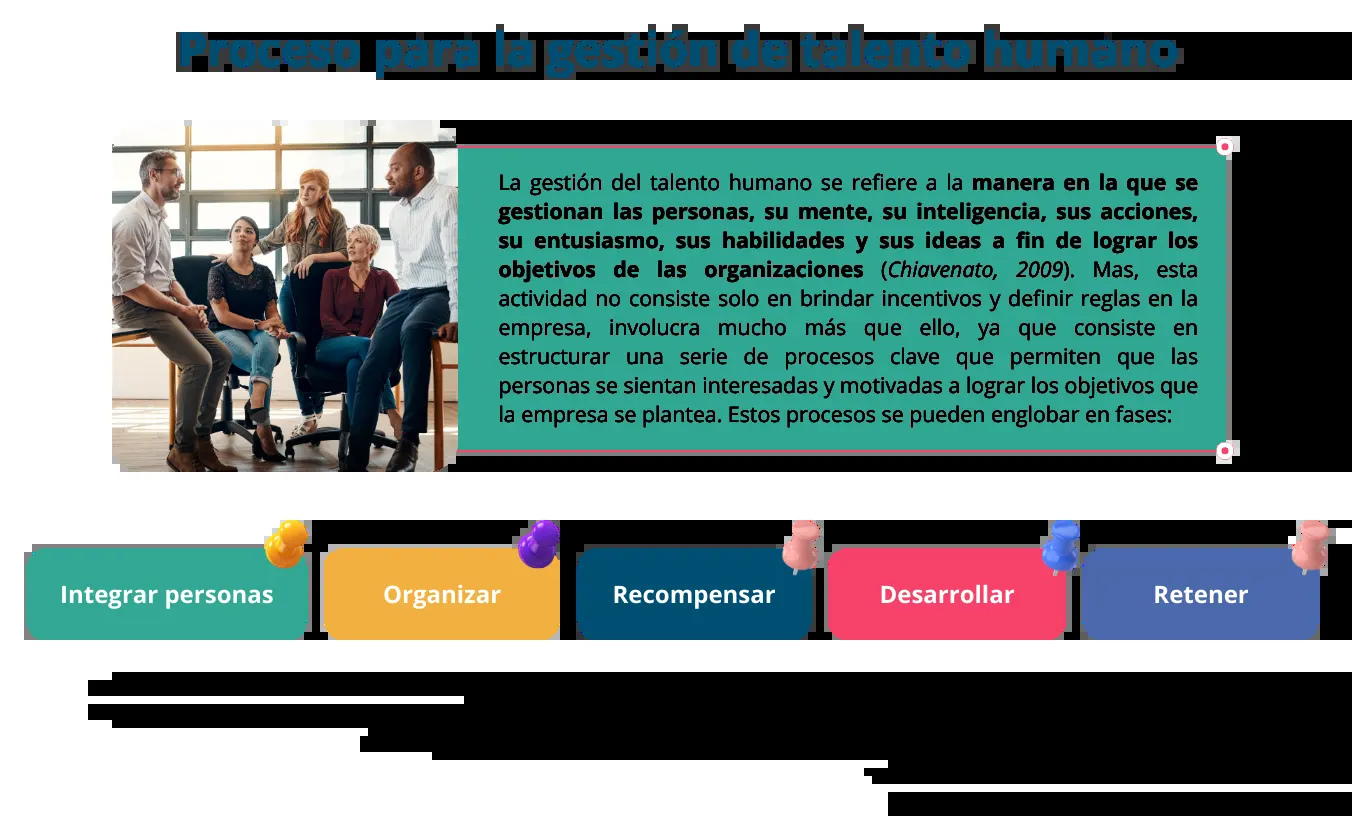 Proceso para la gestión de talento humano
La gestión del talento humano se refiere a la manera en la que se
gestionan las personas, su mente, su inteligencia, sus acciones,
su entusiasmo, sus habilidades y sus ideas a fin de lograr los
objetivos de las organizaciones (Chiavenato, 2009). Mas, esta
actividad no consiste solo en brindar incentivos y definir reglas en la
empresa, involucra mucho más que ello, ya que consiste en
estructurar una serie de procesos clave que permiten que las
personas se sientan interesadas y motivadas a lograr los objetivos que
la empresa se plantea. Estos procesos se pueden englobar en fases:
Integrar personas
Organizar
Recompensar
Desarrollar
Retener